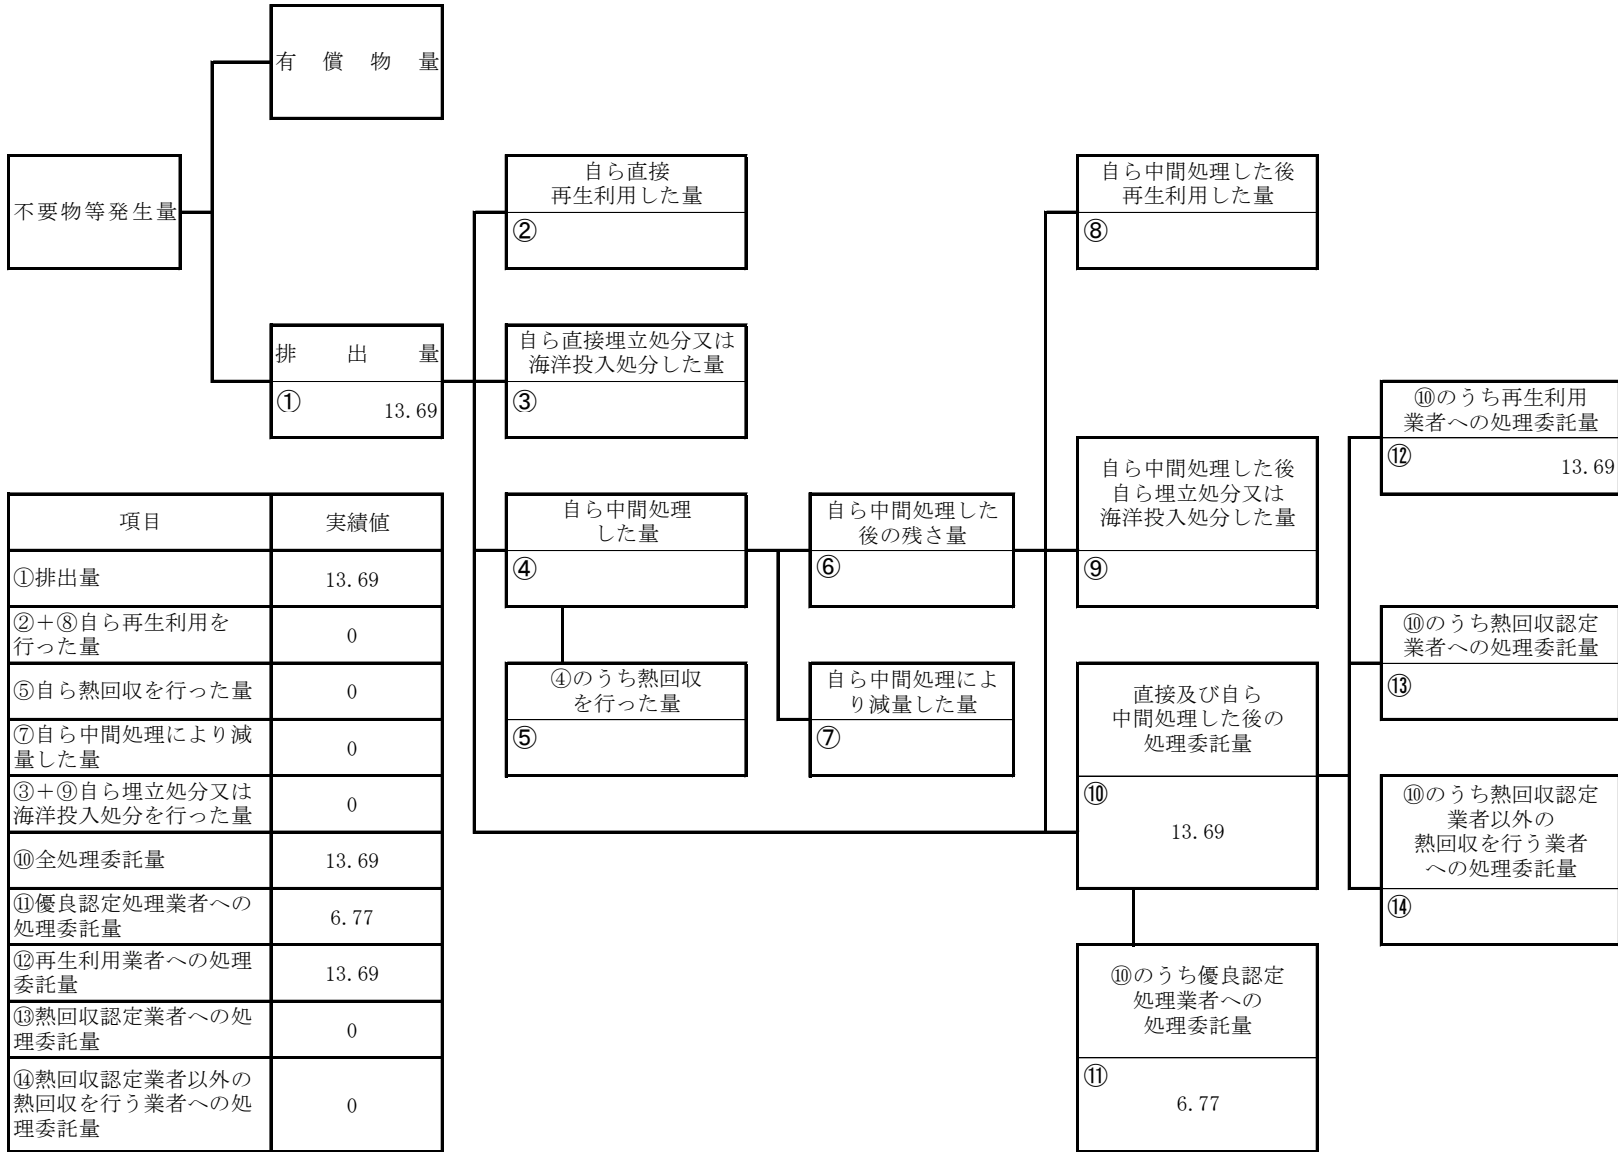 有償物量
不要物等発生量
排出量
①
13.69
自ら直接
再生利用した量
②
自ら直接埋立処分又は
海洋投入処分した量
③
自ら中間処理
した量
④
④のうち熱回収
を行った量
⑤
自ら中間処理した
後の残さ量
⑥
自ら中間処理によ
り減量した量
⑦
自ら中間処理した後
再生利用した量
⑧
自ら中間処理した後
自ら埋立処分又は
海洋投入処分した量
⑨
直接及び自ら
中間処理した後の
処理委託量
⑩
13.69
⑩のうち優良認定
処理業者への
処理委託量
⑪
6.77
⑩のうち再生利用
業者への処理委託量
⑫
13.69
⑩のうち熱回収認定
業者への処理委託量
⑬
⑩のうち熱回収認定
業者以外の
熱回収を行う業者
への処理委託量
⑭
項目 実績値
①排出量 13.69
②＋⑧自ら再生利用を
行った量 0
⑤自ら熱回収を行った量 0
⑦自ら中間処理により減
量した量 0
③＋⑨自ら埋立処分又は
海洋投入処分を行った量 0
⑩全処理委託量 13.69
⑪優良認定処理業者への
処理委託量 6.77
⑫再生利用業者への処理
委託量 13.69
⑬熱回収認定業者への処
理委託量 0
⑭熱回収認定業者以外の
熱回収を行う業者への処
理委託量 0